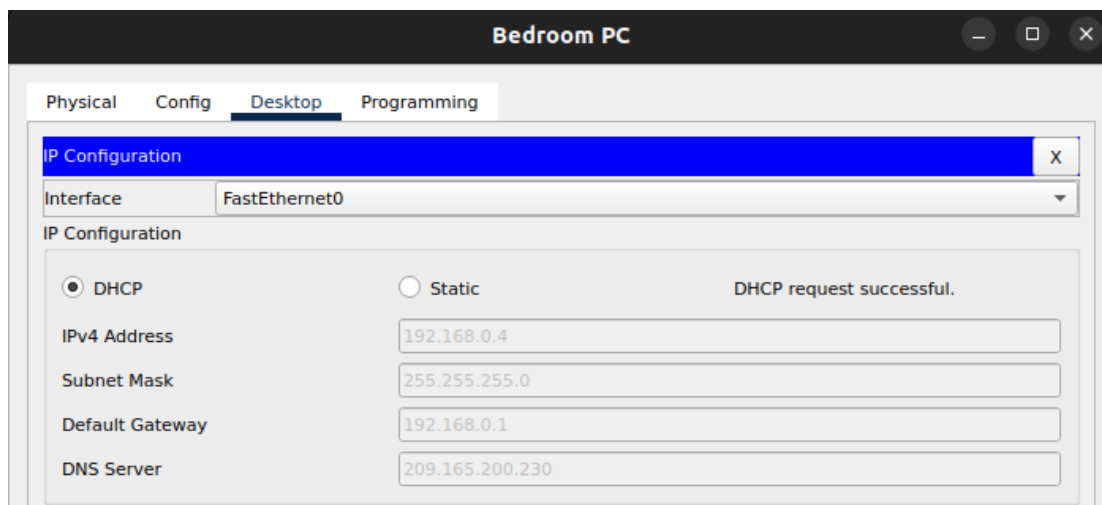 Bedroom PC
Physical Config Desktop Programming
IP Configuration X
Interface FastEthernet0
IP Configuration
DHCP Static DHCP request successful.
IPv4 Address 192.168.0.4
Subnet Mask 255.255.255.0
Default Gateway 192.168.0.1
DNS Server 209.165.200.230